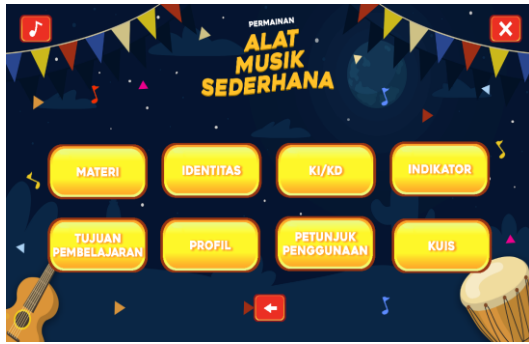 PERMAINAN
ALAT
MUSIK
SEDERHANA
MATERI
IDENTITAS
KI/KD
INDIKATOR
TUJUAN
PEMBELAJARAN
PROFIL
PETUNJUK
PENGGUNAAN
KUIS